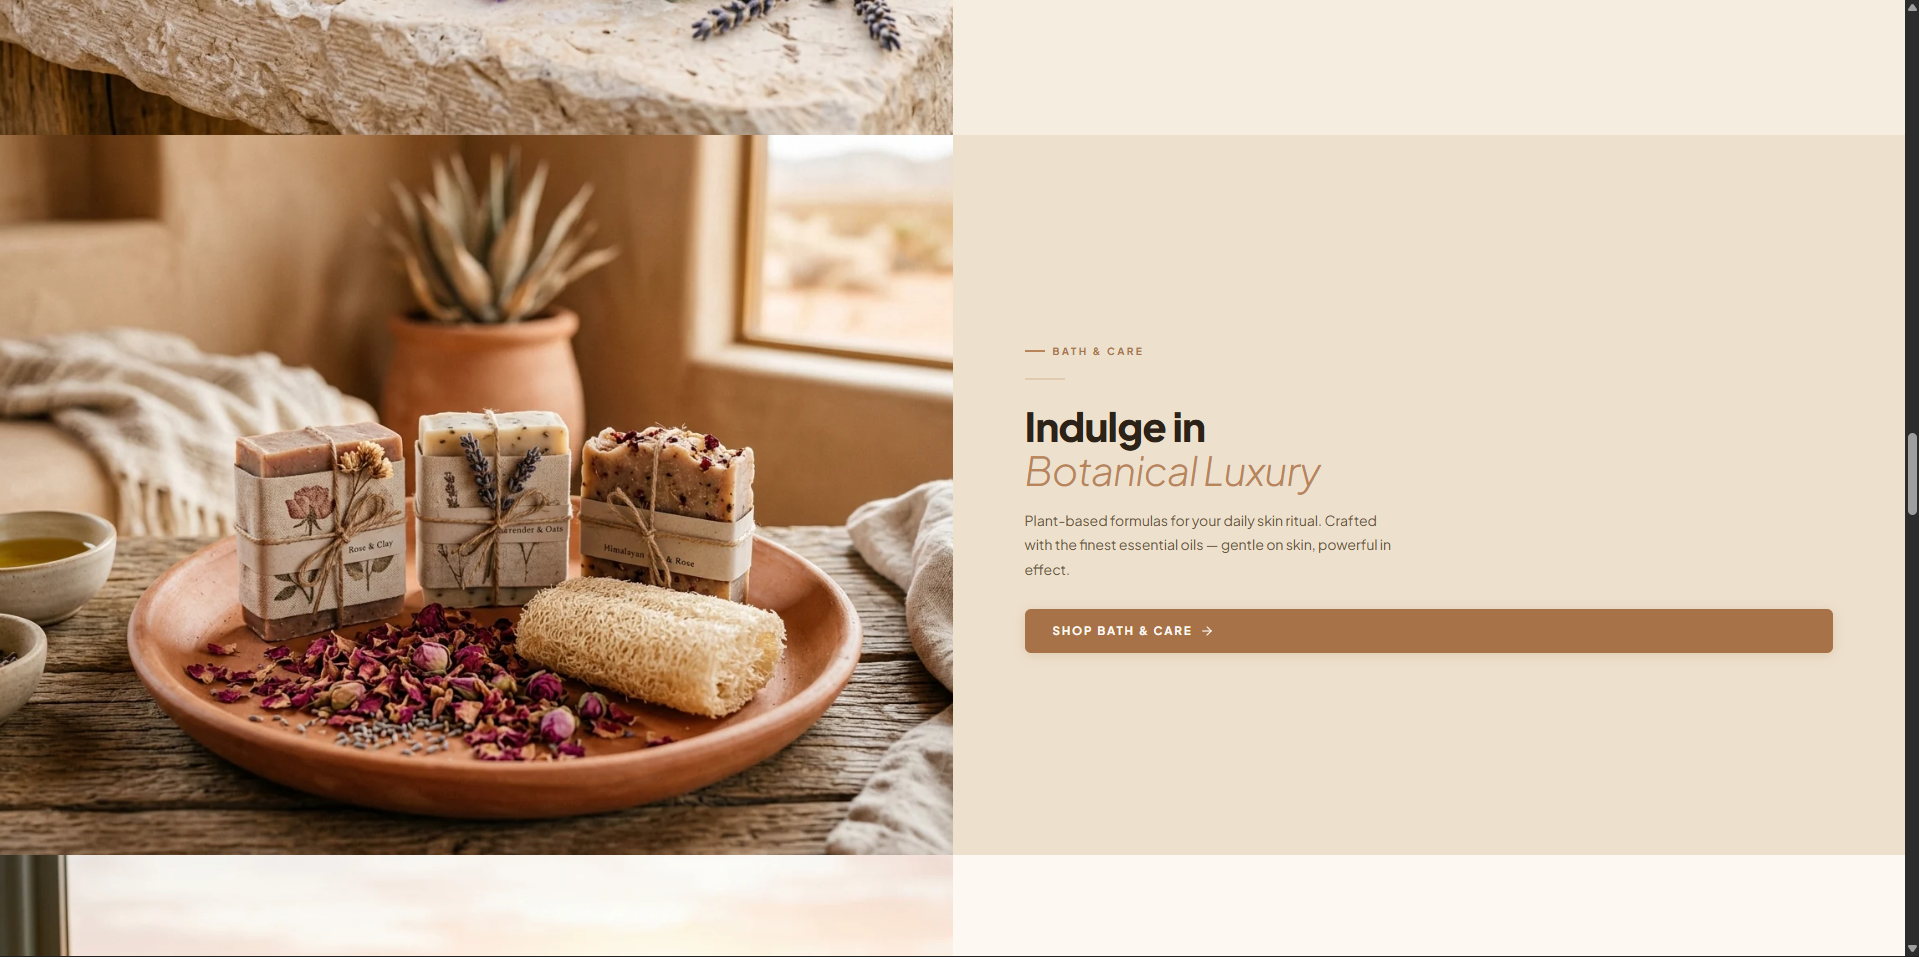 BATH & CARE
Indulge in
Botanical Luxury
Plant-based formulas for your daily skin ritual. Crafted
with the finest essential oils — gentle on skin, powerful in
effect.
SHOP BATH & CARE →
Rose & Clay
& Oats
Himalayan
& Rose